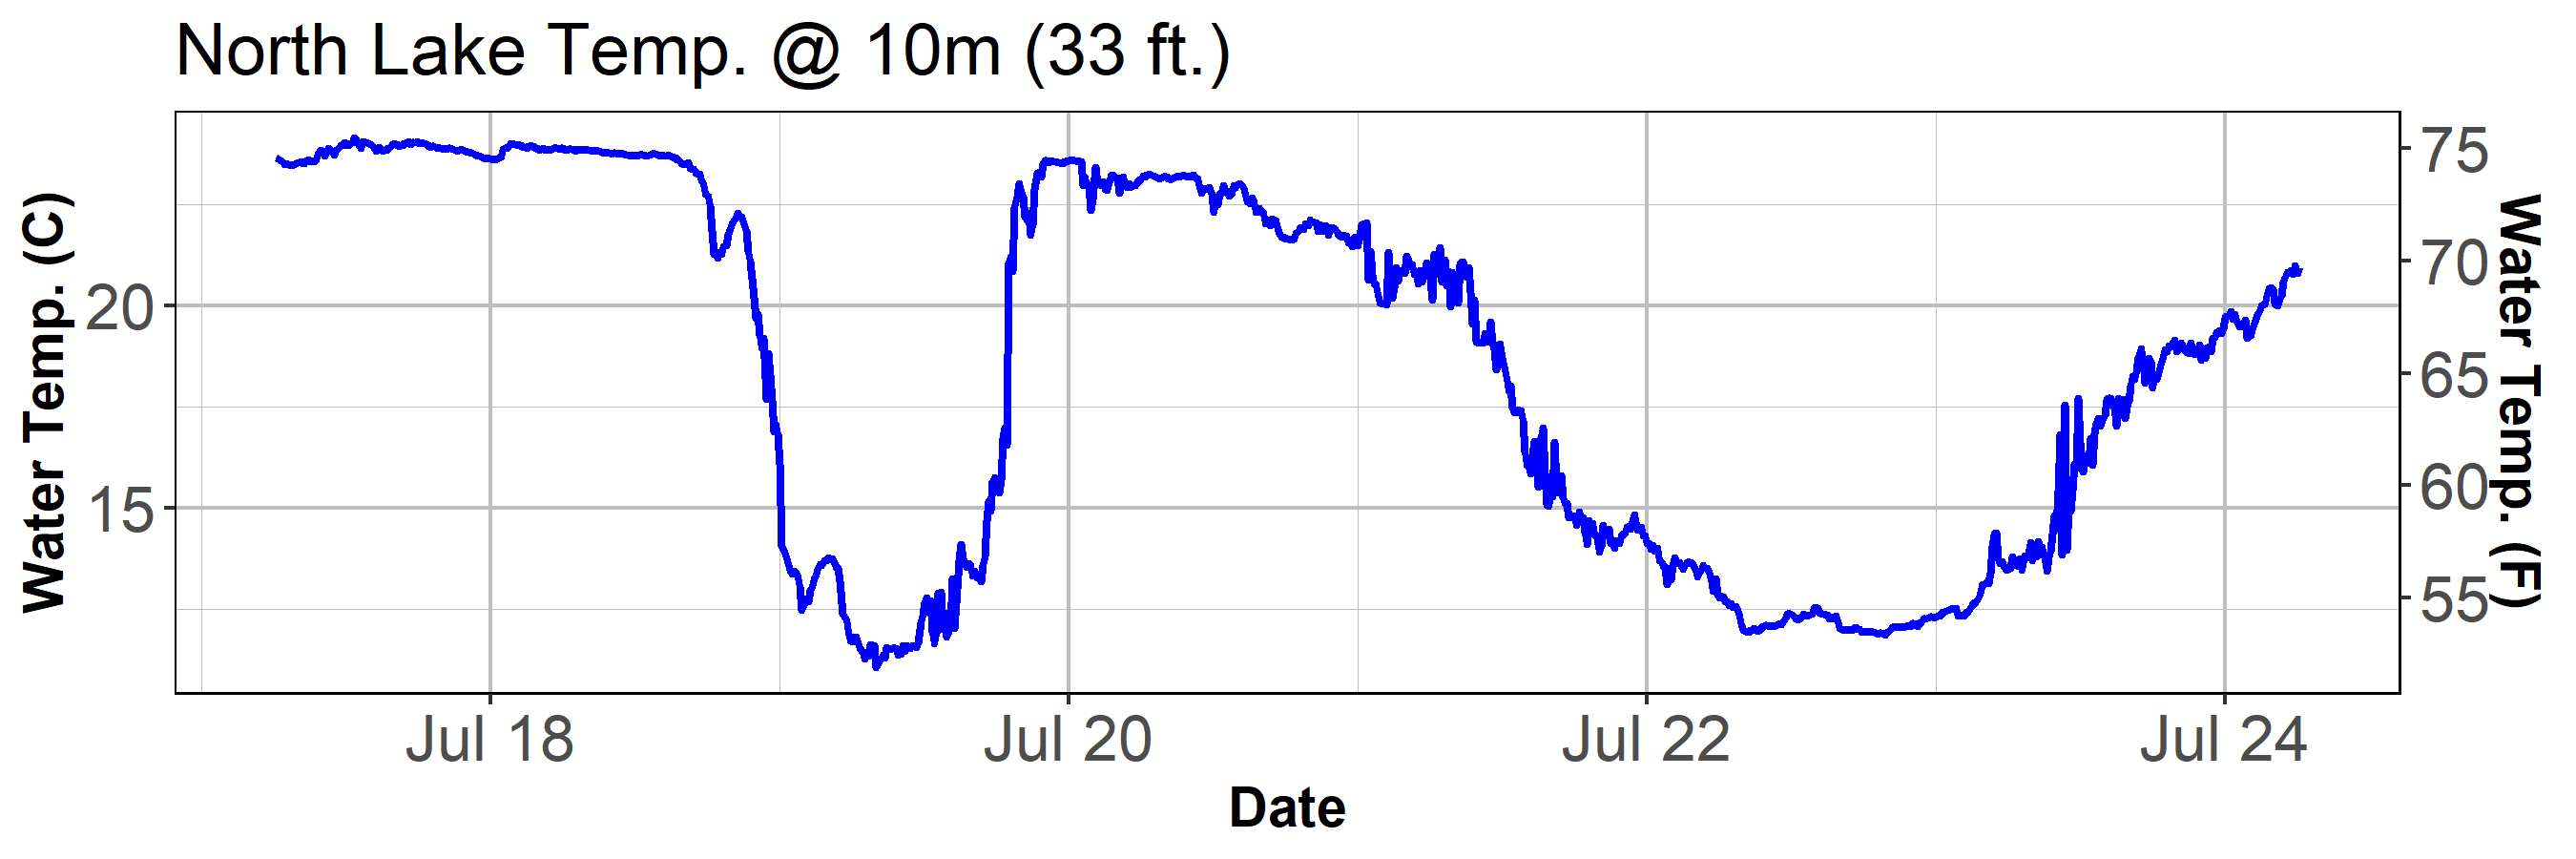 North Lake Temp. @ 10m (33 ft.)
Water Temp. (C)
20
15
75
70
65
60
55
Water Temp. (F)
Jul 18
Jul 20
Jul 22
Jul 24
Date